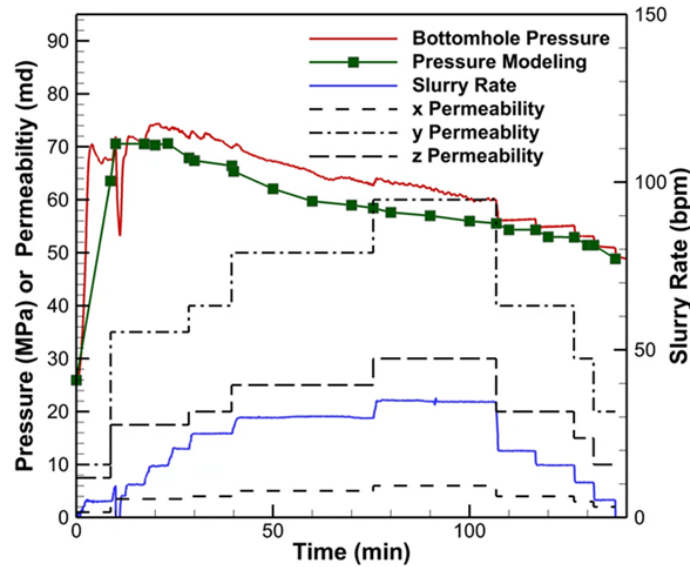 Bottomhole Pressure
Pressure Modeling
Slurry Rate
x Permeability
y Permeablity
z Permeability
Pressure (MPa) or Permeabiltiy (md)
90
80
70
60
50
40
30
20
10
0
0
50
100
Time (min)
150
100
50
0
Slurry Rate (bpm)